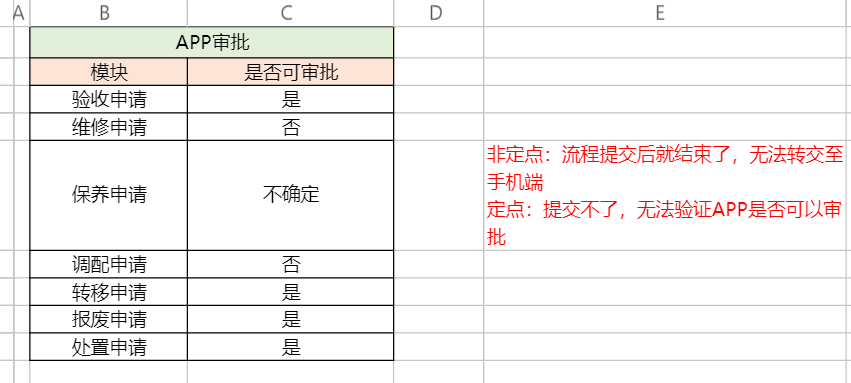 A B C D E
APP审批
模块 是否可审批
验收申请 是
维修申请 否
保养申请 不确定
非定点：流程提交后就结束了，无法转交至
手机端
定点：提交不了，无法验证APP是否可以审
批
调配申请 否
转移申请 是
报废申请 是
处置申请 是